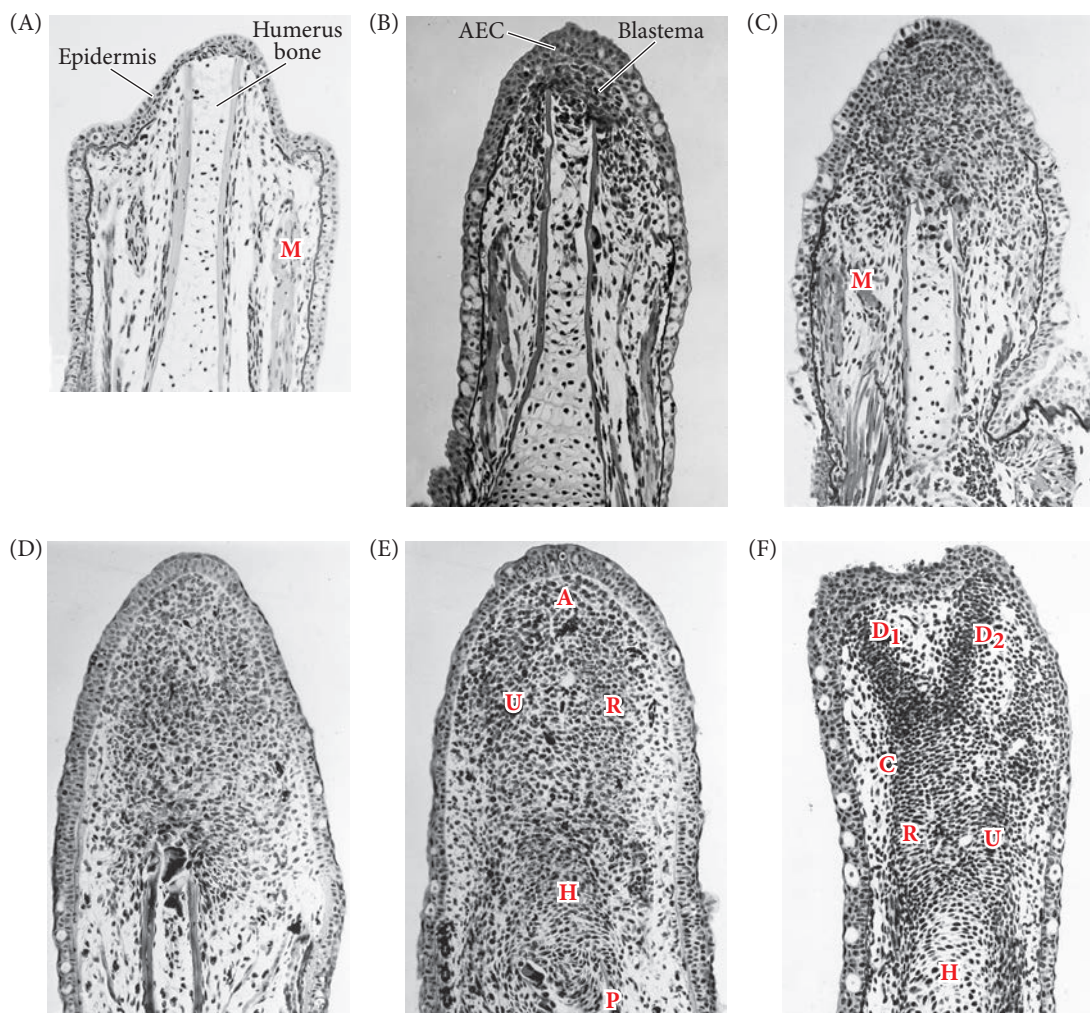 (A)
Epidermis
Humerus
bone
M
(B)
AEC
Blastema
(C)
M
(D)
(E)
A
U
R
H
P
(F)
D1
D2
C
R
U
H